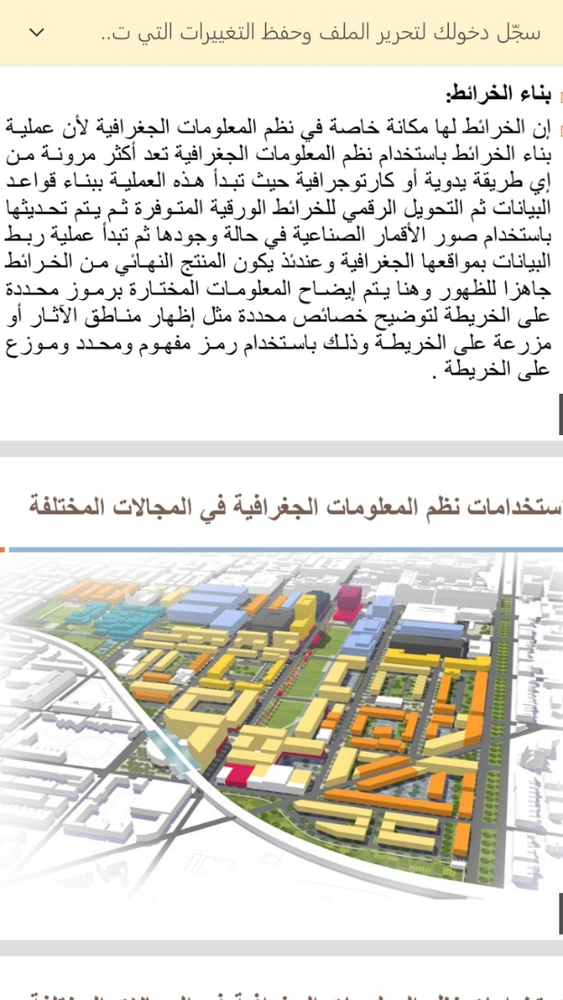 سجّل دخولك لتحرير الملف وحفظ التغييرات التي ت..
بناء الخرائط:
إن الخرائط لها مكانة خاصة في نظم المعلومات الجغرافية لأن عملية
بناء الخرائط باستخدام نظم المعلومات الجغرافية تعد أكثر مرونة من
إي طريقة يدوية أو كارتوجرافية حيث تبدأ هذه العملية ببناء قواعد
البيانات ثم التحويل الرقمي للخرائط الورقية المتوفرة ثم يتم تحديثها
باستخدام صور الأقمار الصناعية في حالة وجودها ثم تبدأ عملية ربط
البيانات بمواقعها الجغرافية وعندئذ يكون المنتج النهائي من الخرائط
جاهزا للظهور وهنا يتم إيضاح المعلومات المختارة برموز محددة
على الخريطة لتوضيح خصائص محددة مثل إظهار مناطق الآثار أو
مزرعة على الخريطة وذلك باستخدام رمز مفهوم ومحدد وموزع
على الخريطة .
ستخدامات نظم المعلومات الجغرافية في المجالات المختلفة